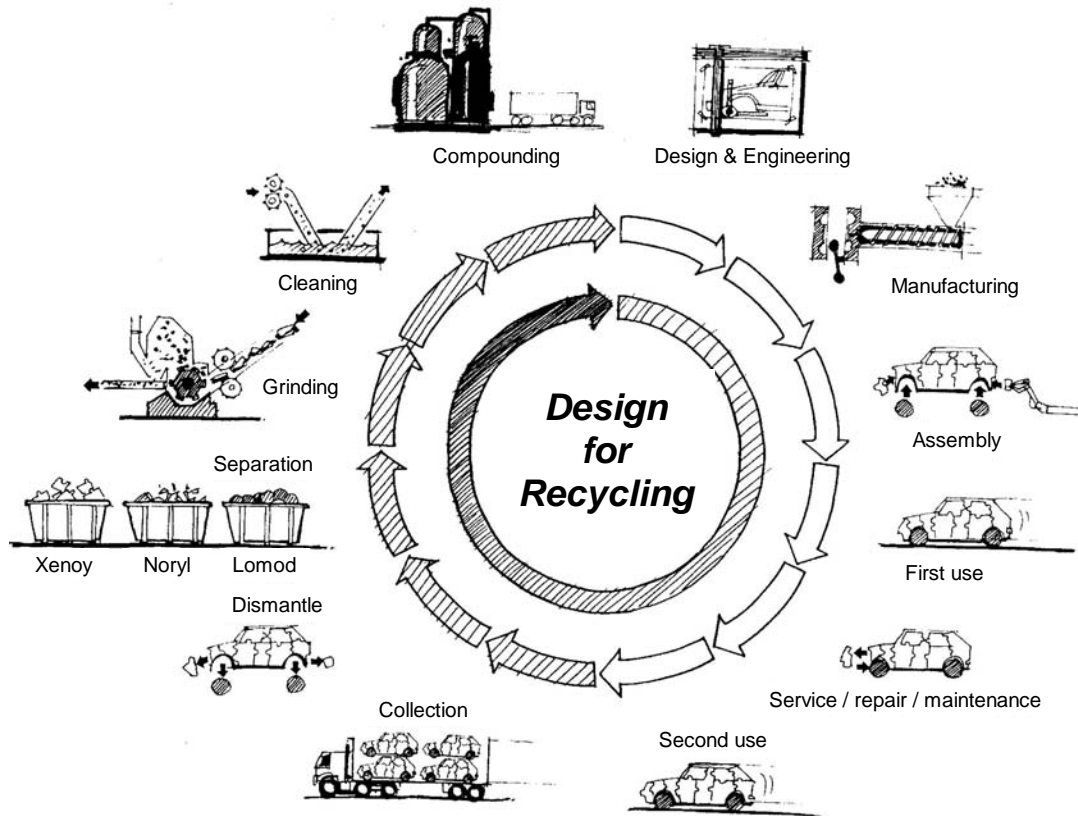 Compounding
Design & Engineering
Cleaning
Manufacturing
Grinding
Design
for
Recycling
Assembly
Separation
Xenoy
Noryl
Lomod
First use
Dismantle
Service / repair / maintenance
Collection
Second use